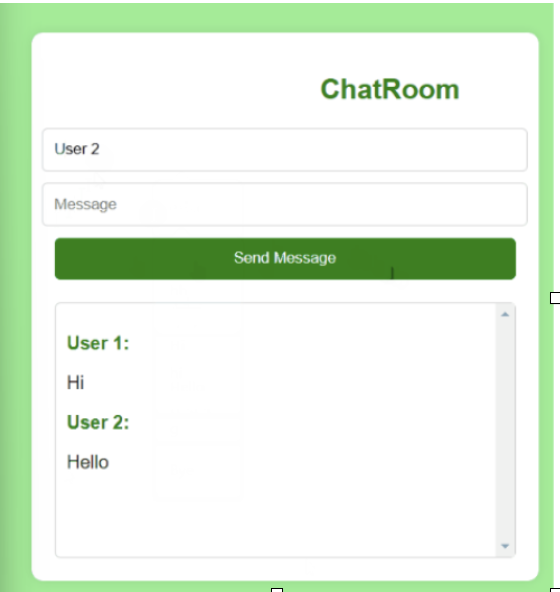 ChatRoom
User 2
Message
Send Message
User 1:
Hi
User 2:
Hello